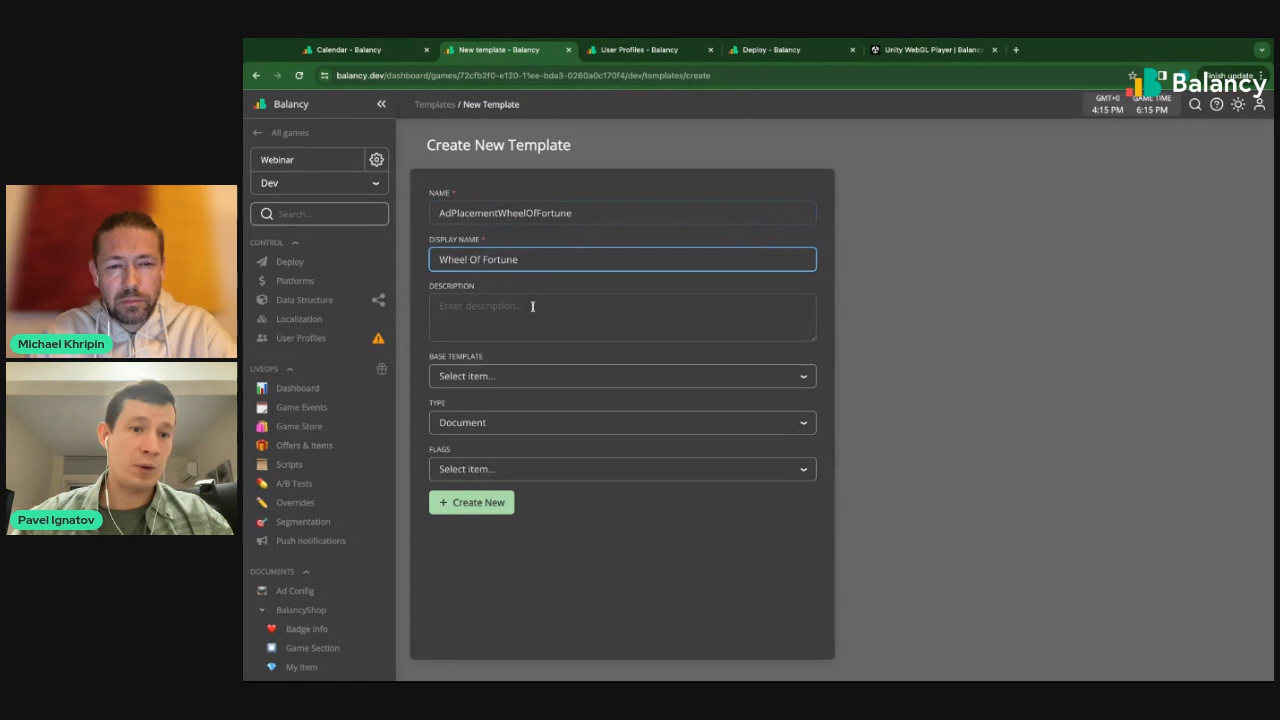 Calendar - Balancy
New template - Balancy
User Profiles - Balancy
Deploy - Balancy
Unity WebGL Player | Balanc
balancy.dev/dashboard/games/72cfb2f0-e120-11ee-bda3-0260a0c170f4/dev/templates/create
Finish update
Balancy
Balancy
Templates / New Template
GMT+0
4:15 PM
GAME TIME
6:15 PM
All games
Webinar
Dev
Search...
CONTROL
Deploy
Platforms
Data Structure
Localization
User Profiles
LIVEOPS
Dashboard
Game Events
Game Store
Offers & Items
Scripts
A/B Tests
Overrides
Segmentation
Push notifications
DOCUMENTS
Ad Config
BalancyShop
Badge Info
Game Section
My Item
Create New Template
NAME *
AdPlacementWheelOfFortune
DISPLAY NAME *
Wheel Of Fortune
DESCRIPTION
Enter description...
BASE TEMPLATE
Select item...
TYPE
Document
FLAGS
Select item...
+ Create New
Michael Khripin
Pavel Ignatov